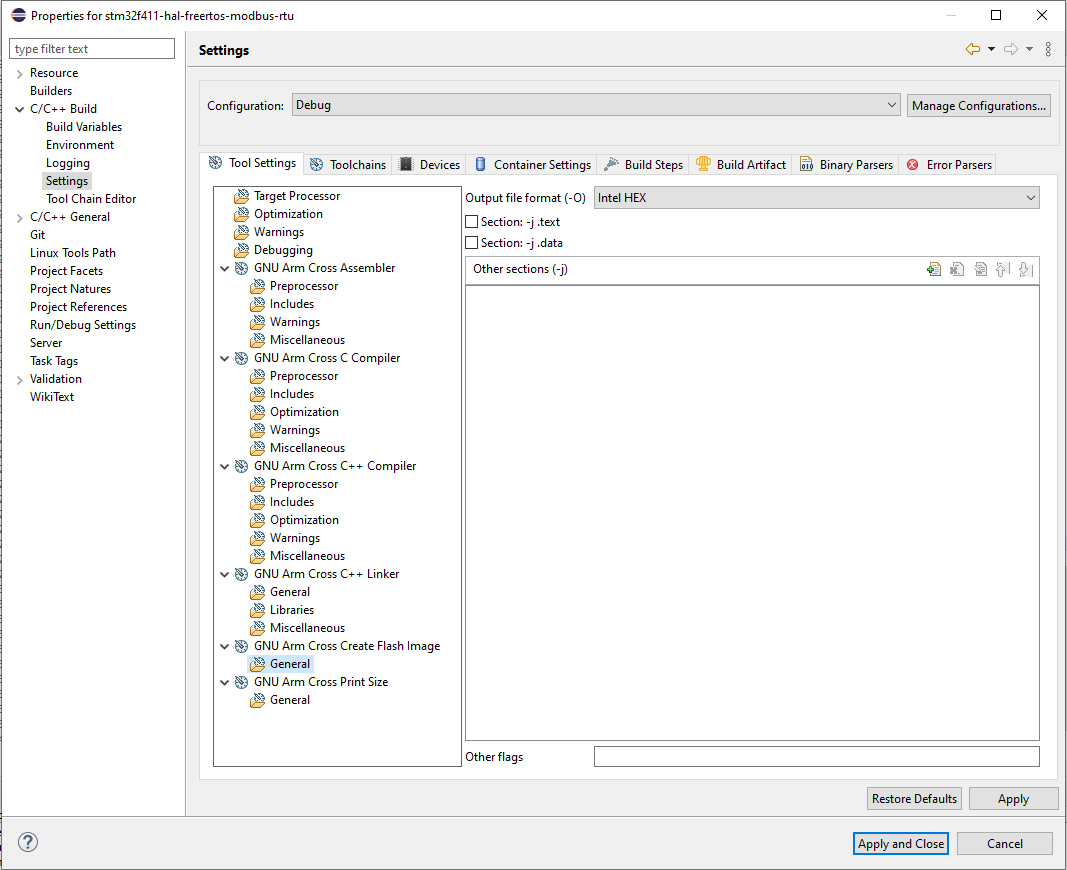 Properties for stm32f411-hal-freertos-modbus-rtu
type filter text
Resource
Builders
C/C++ Build
Build Variables
Environment
Logging
Settings
Tool Chain Editor
C/C++ General
Git
Linux Tools Path
Project Facets
Project Natures
Project References
Run/Debug Settings
Server
Task Tags
Validation
WikiText
Settings
Configuration: Debug Manage Configurations...
Tool Settings Toolchains Devices Container Settings Build Steps Build Artifact Binary Parsers Error Parsers
Target Processor
Optimization
Warnings
Debugging
GNU Arm Cross Assembler
Preprocessor
Includes
Warnings
Miscellaneous
GNU Arm Cross C Compiler
Preprocessor
Includes
Optimization
Warnings
Miscellaneous
GNU Arm Cross C++ Compiler
Preprocessor
Includes
Optimization
Warnings
Miscellaneous
GNU Arm Cross C++ Linker
General
Libraries
Miscellaneous
GNU Arm Cross Create Flash Image
General
GNU Arm Cross Print Size
General
Output file format (-O) Intel HEX
Section: -j .text
Section: -j .data
Other sections (-j)
Other flags
Restore Defaults Apply
? Apply and Close Cancel